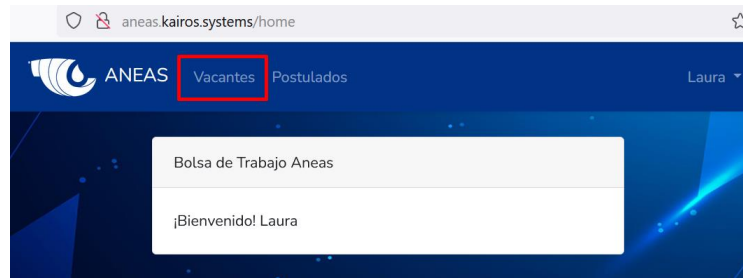 aneas.kairos.systems/home
ANEAS Vacantes Postulados Laura
Bolsa de Trabajo Aneas
¡Bienvenido! Laura